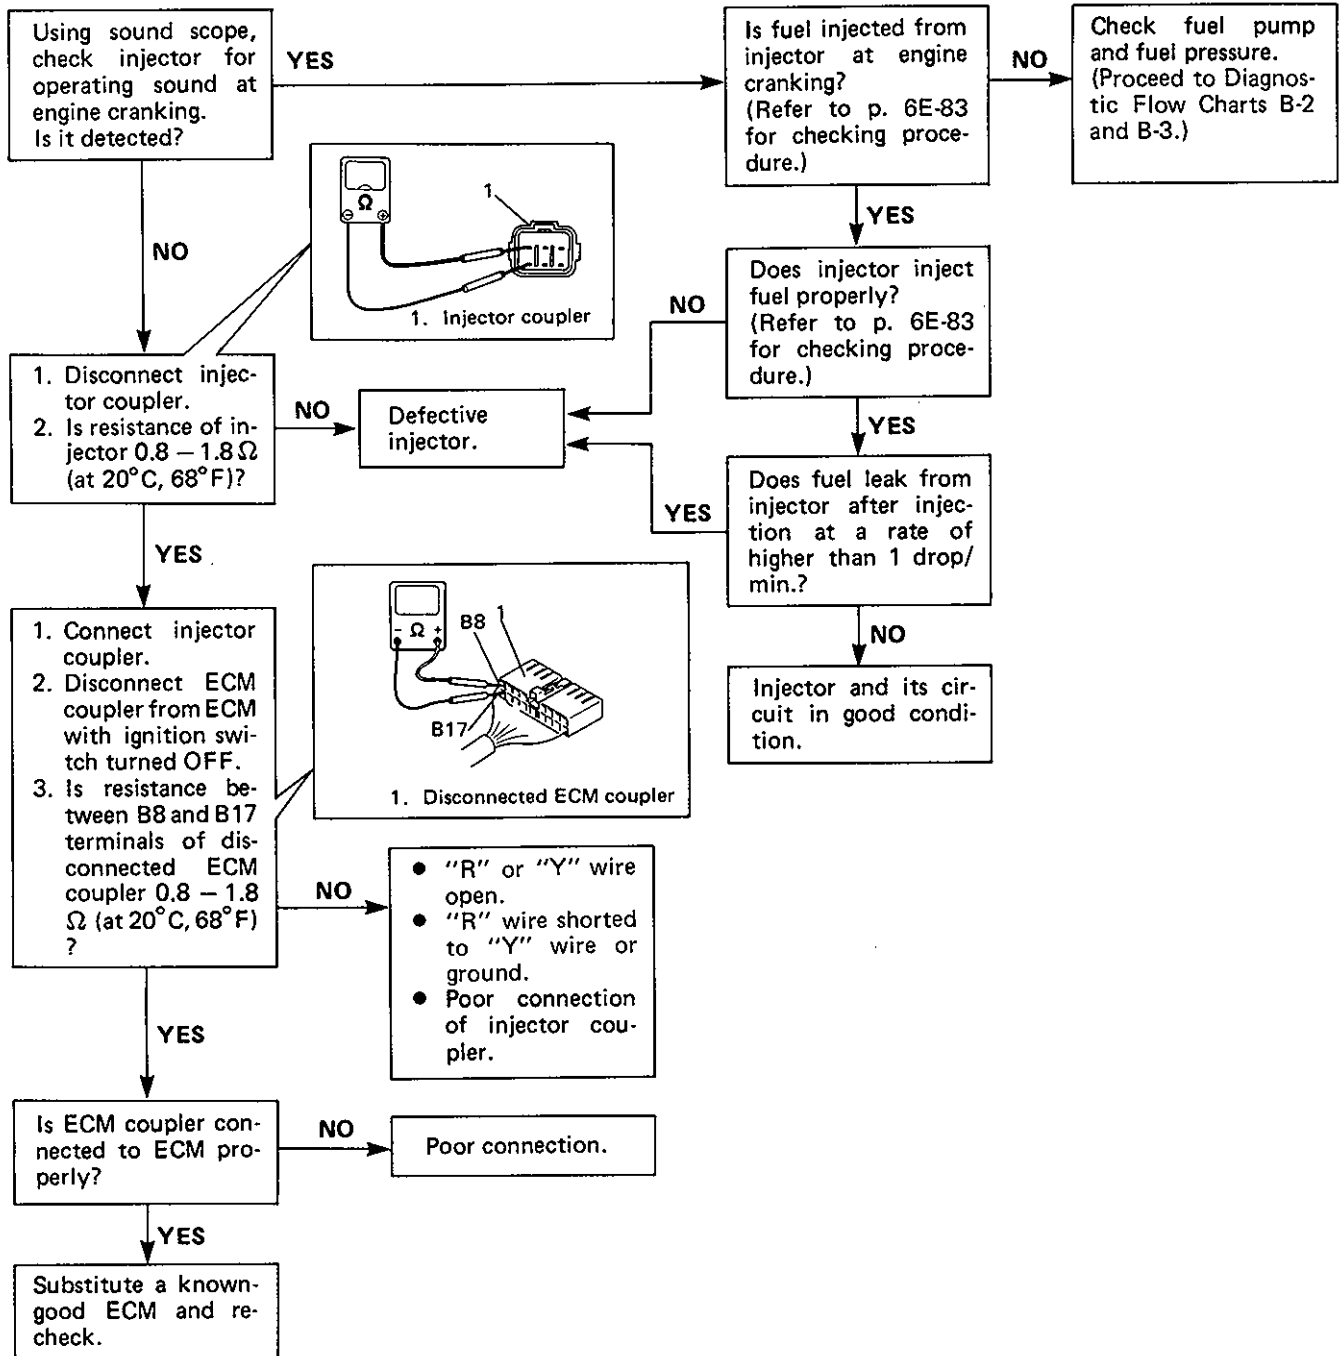 Using sound scope,
check injector for
operating sound at
engine cranking.
Is it detected?
YES
Is fuel injected from
injector at engine
cranking?
(Refer to p. 6E-83
for checking proce-
dure.)
NO
Check fuel pump
and fuel pressure.
(Proceed to Diagnos-
tic Flow Charts B-2
and B-3.)
NO
Ω
1
1. Injector coupler
YES
Does injector inject
fuel properly?
(Refer to p. 6E-83
for checking proce-
dure.)
NO
1. Disconnect injec-
tor coupler.
2. Is resistance of in-
jector 0.8 – 1.8 Ω
(at 20°C, 68°F)?
NO
Defective
injector.
YES
Does fuel leak from
injector after injec-
tion at a rate of
higher than 1 drop/
min.?
YES
NO
Injector and its cir-
cuit in good condi-
tion.
YES
1. Connect injector
coupler.
2. Disconnect ECM
coupler from ECM
with ignition swi-
tch turned OFF.
3. Is resistance be-
tween B8 and B17
terminals of dis-
connected ECM
coupler 0.8 – 1.8
Ω (at 20°C, 68°F)
?
- Ω +
B8
1
B17
1. Disconnected ECM coupler
NO
● "R" or "Y" wire
open.
● "R" wire shorted
to "Y" wire or
ground.
● Poor connection
of injector cou-
pler.
YES
Is ECM coupler con-
nected to ECM pro-
perly?
NO
Poor connection.
YES
Substitute a known-
good ECM and re-
check.